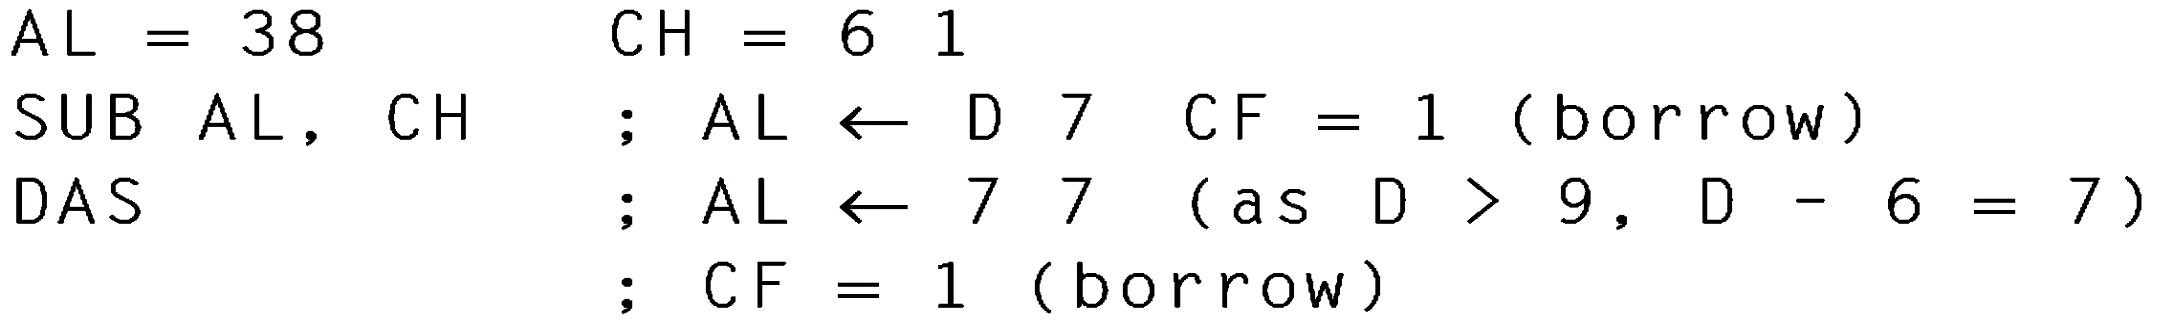 AL = 38 CH = 6 1
SUB AL, CH ; AL ← D 7 CF = 1 (borrow)
DAS ; AL ← 7 7 (as D > 9, D - 6 = 7)
; CF = 1 (borrow)